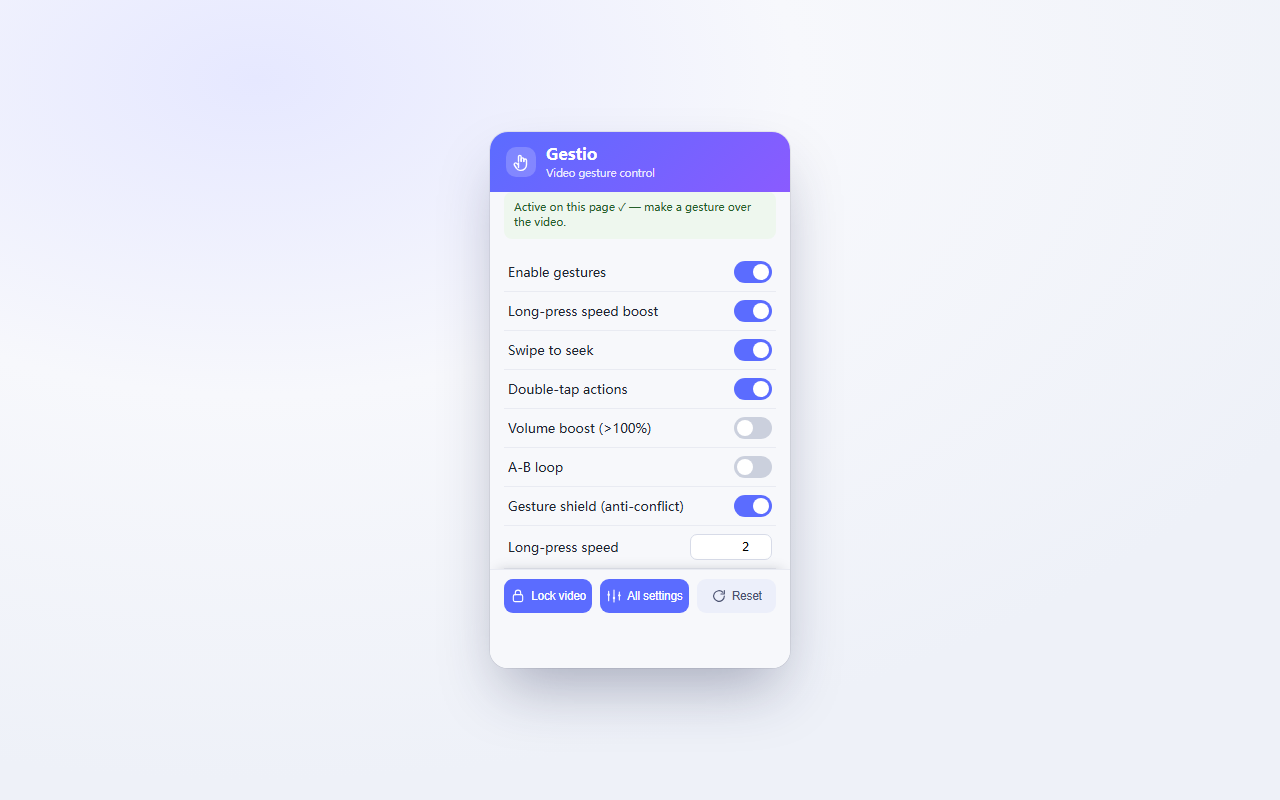 Gestio
Video gesture control
Active on this page ✓ — make a gesture over
the video.
Enable gestures
Long-press speed boost
Swipe to seek
Double-tap actions
Volume boost (>100%)
A-B loop
Gesture shield (anti-conflict)
Long-press speed 2
Lock video All settings Reset